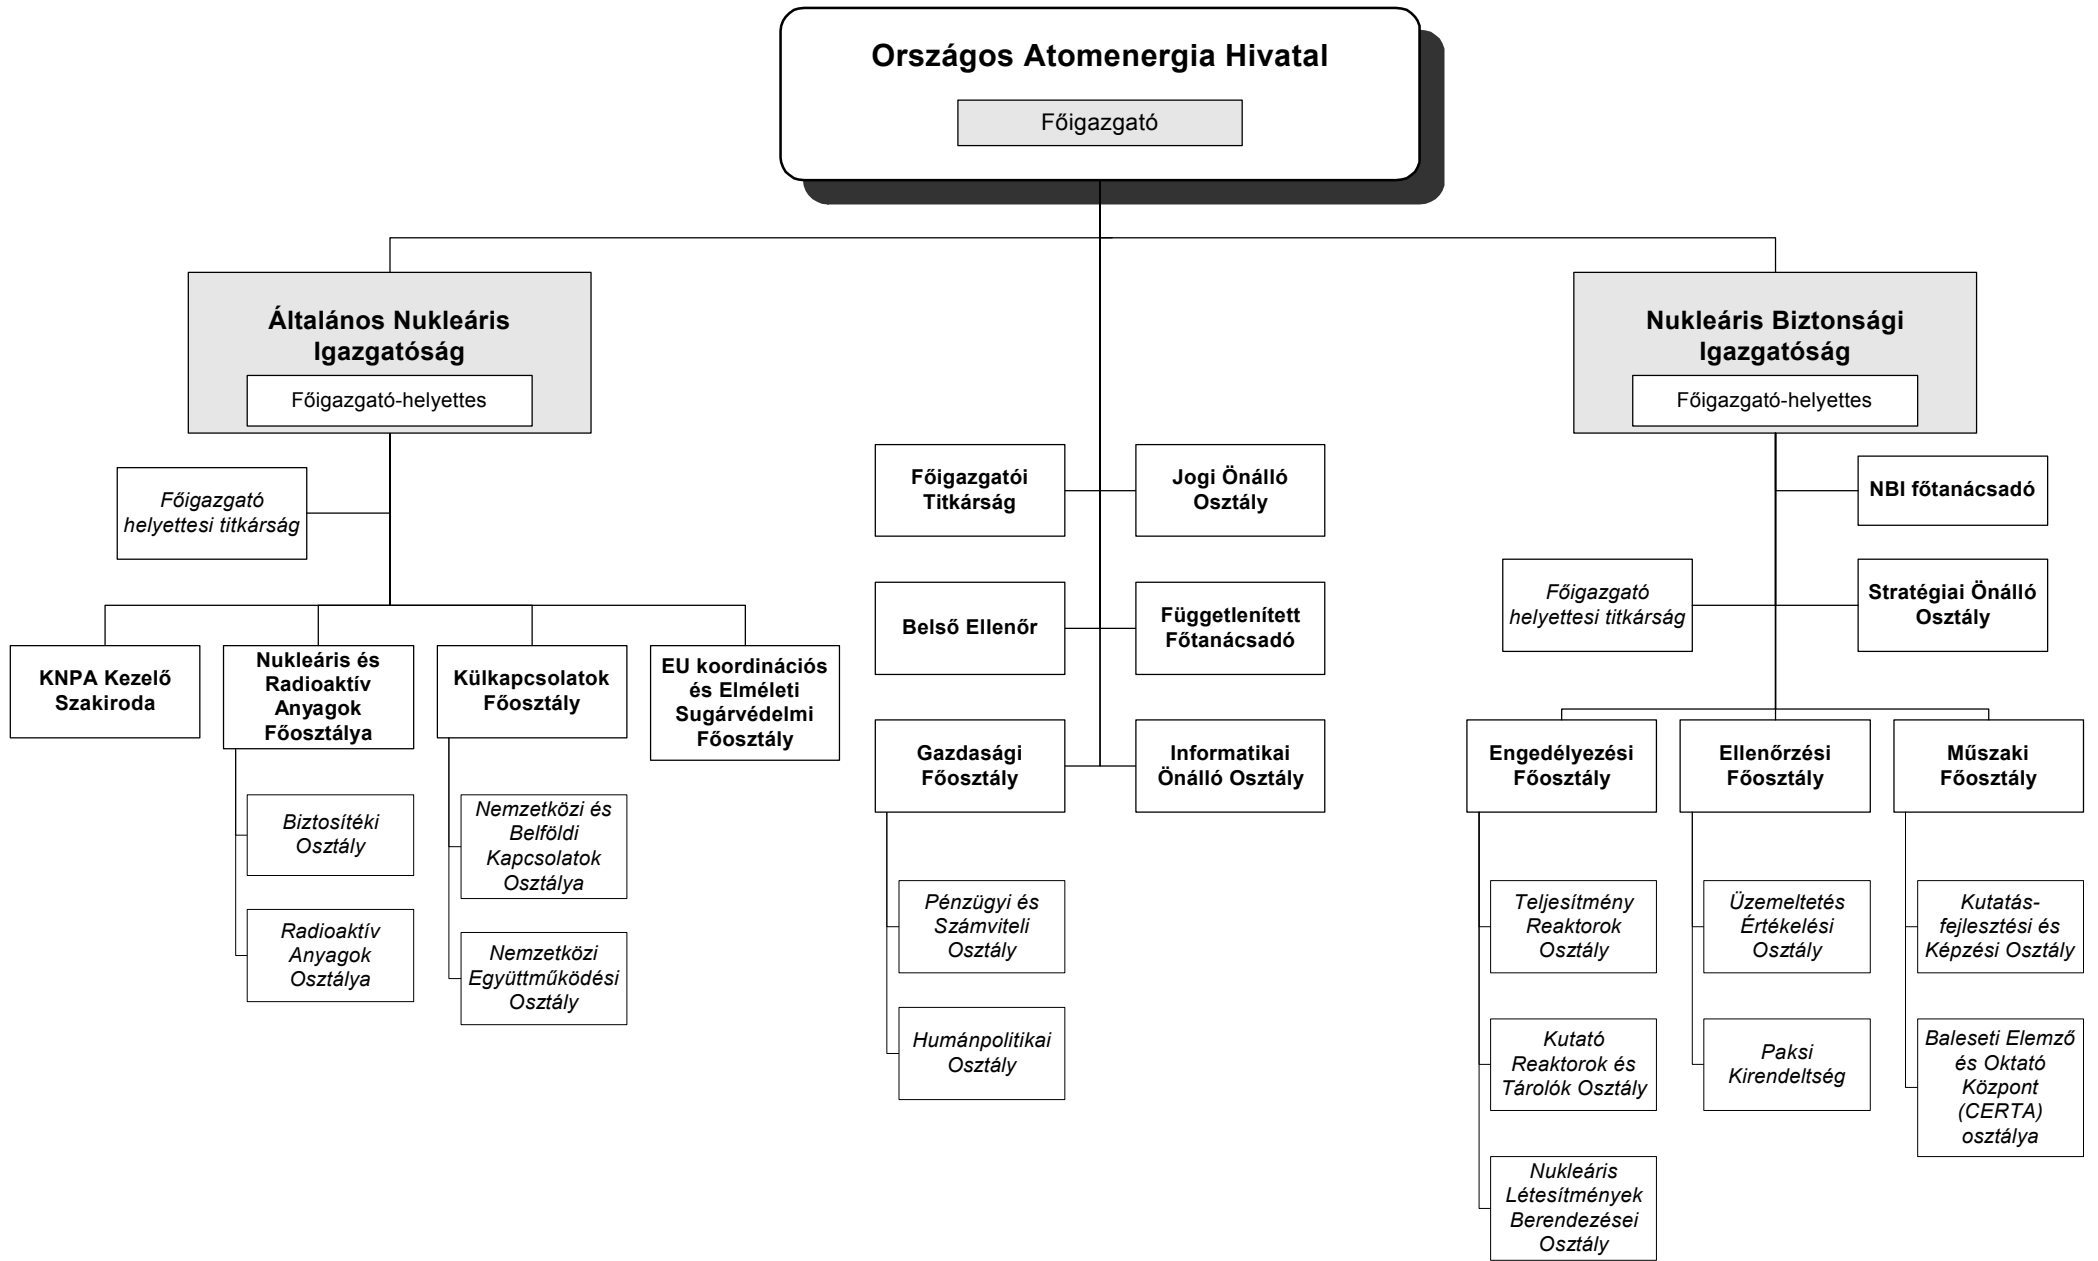 Országos Atomenergia Hivatal
Főigazgató
Általános Nukleáris
Igazgatóság
Főigazgató-helyettes
Nukleáris Biztonsági
Igazgatóság
Főigazgató-helyettes
Főigazgató
helyettesi titkárság
KNPA Kezelő
Szakiroda
Nukleáris és
Radioaktív
Anyagok
Főosztálya
Biztosítéki
Osztály
Radioaktív
Anyagok
Osztálya
Külkapcsolatok
Főosztály
Nemzetközi és
Belföldi
Kapcsolatok
Osztálya
Nemzetközi
Együttműködési
Osztály
EU koordinációs
és Elméleti
Sugárvédelmi
Főosztály
Főigazgatói
Titkárság
Jogi Önálló
Osztály
Belső Ellenőr
Függetlenített
Főtanácsadó
Gazdasági
Főosztály
Informatikai
Önálló Osztály
Pénzügyi és
Számviteli
Osztály
Humánpolitikai
Osztály
NBI főtanácsadó
Főigazgató
helyettesi titkárság
Stratégiai Önálló
Osztály
Engedélyezési
Főosztály
Teljesítmény
Reaktorok
Osztály
Kutató
Reaktorok és
Tárolók Osztály
Nukleáris
Létesítmények
Berendezései
Osztály
Ellenőrzési
Főosztály
Üzemeltetés
Értékelési
Osztály
Paksi
Kirendeltség
Műszaki
Főosztály
Kutatás-
fejlesztési és
Képzési Osztály
Baleseti Elemző
és Oktató
Központ
(CERTA)
osztálya